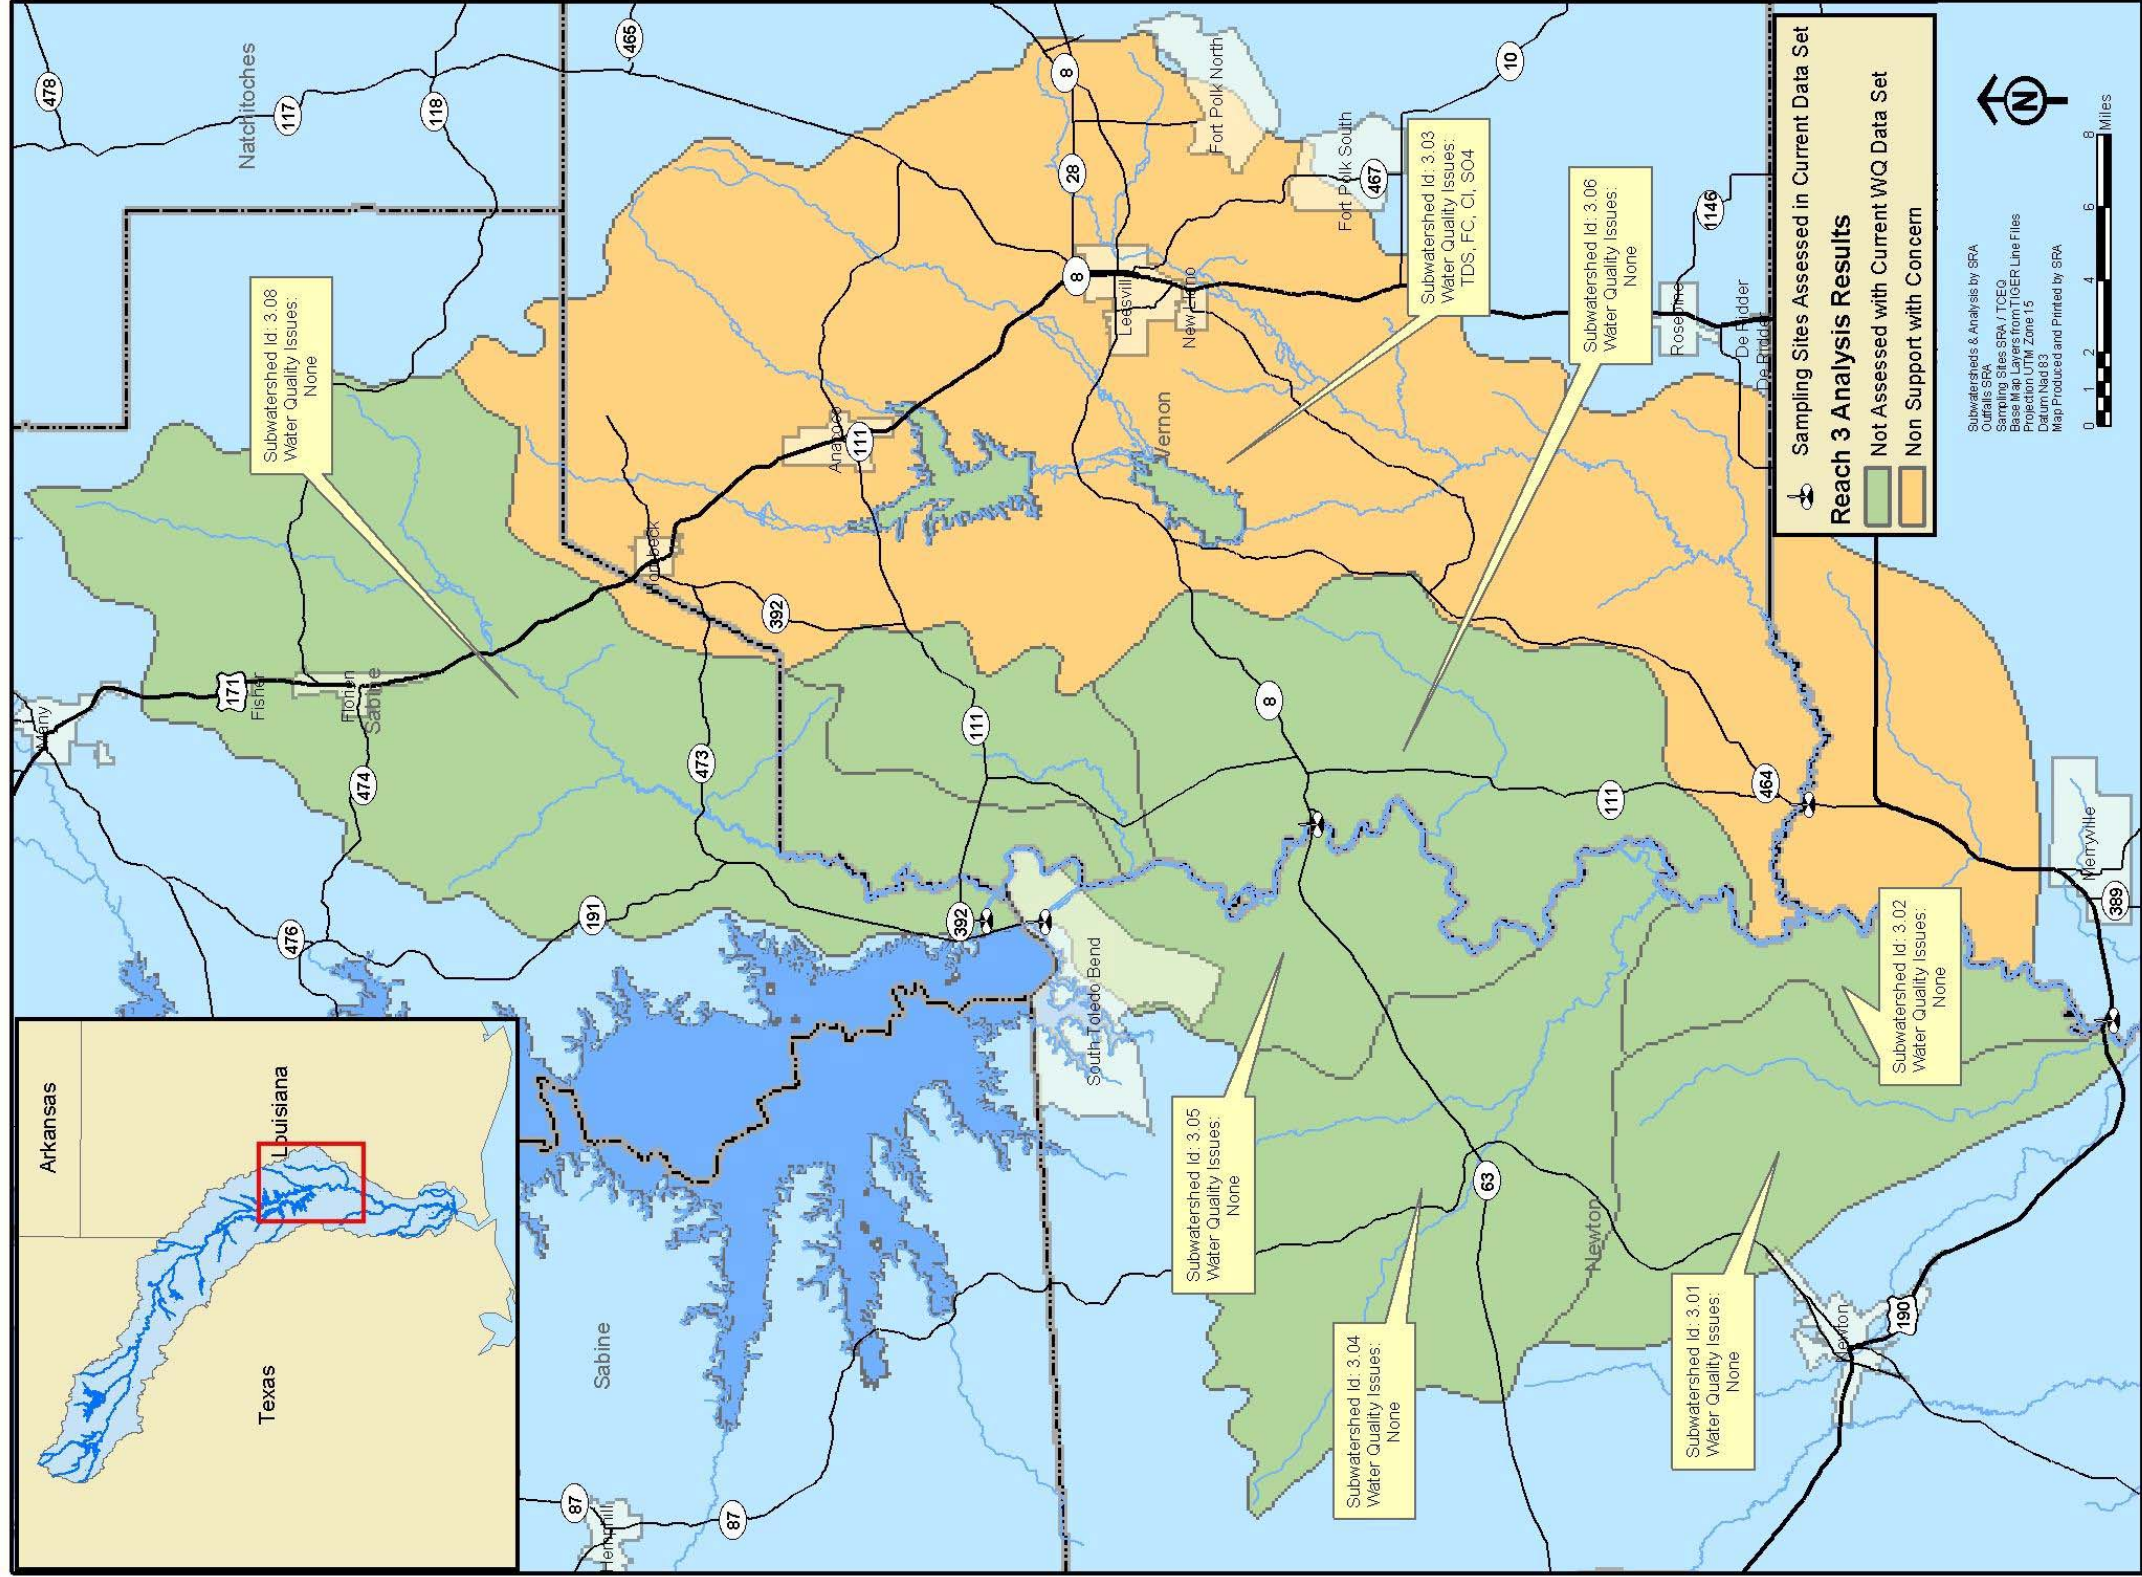 Arkansas
Louisiana
Texas
Many
478
Natchitoches
117
118
465
Subwatershed Id: 3.08
Water Quality Issues:
None
171
Fisher
Florien
Sabine
474
476
191
473
392
Hornbeck
Anacoco
111
8
28
8
Fort Polk North
Fort Polk South
467
10
Leesville
New Llano
Vernon
Subwatershed Id: 3.03
Water Quality Issues:
TDS, FC, Cl, SO4
Subwatershed Id: 3.06
Water Quality Issues:
None
1146
Rosepine
De Ridder
De Ridder
111
392
8
111
464
South Toledo Bend
Sabine
87
Hemphill
87
Subwatershed Id: 3.05
Water Quality Issues:
None
Subwatershed Id: 3.04
Water Quality Issues:
None
63
Newton
Subwatershed Id: 3.01
Water Quality Issues:
None
Subwatershed Id: 3.02
Water Quality Issues:
None
Newton
190
Merryville
389
Sampling Sites Assessed in Current Data Set
Reach 3 Analysis Results
Not Assessed with Current WQ Data Set
Non Support with Concern
N
Subwatersheds & Analysis by SRA
Outfalls SRA
Sampling Sites SRA / TCEQ
Base Map Layers from TIGER Line Files
Projection UTM Zone 15
Datum Nad 83
Map Produced and Printed by SRA
0 1 2 4 6 8
Miles